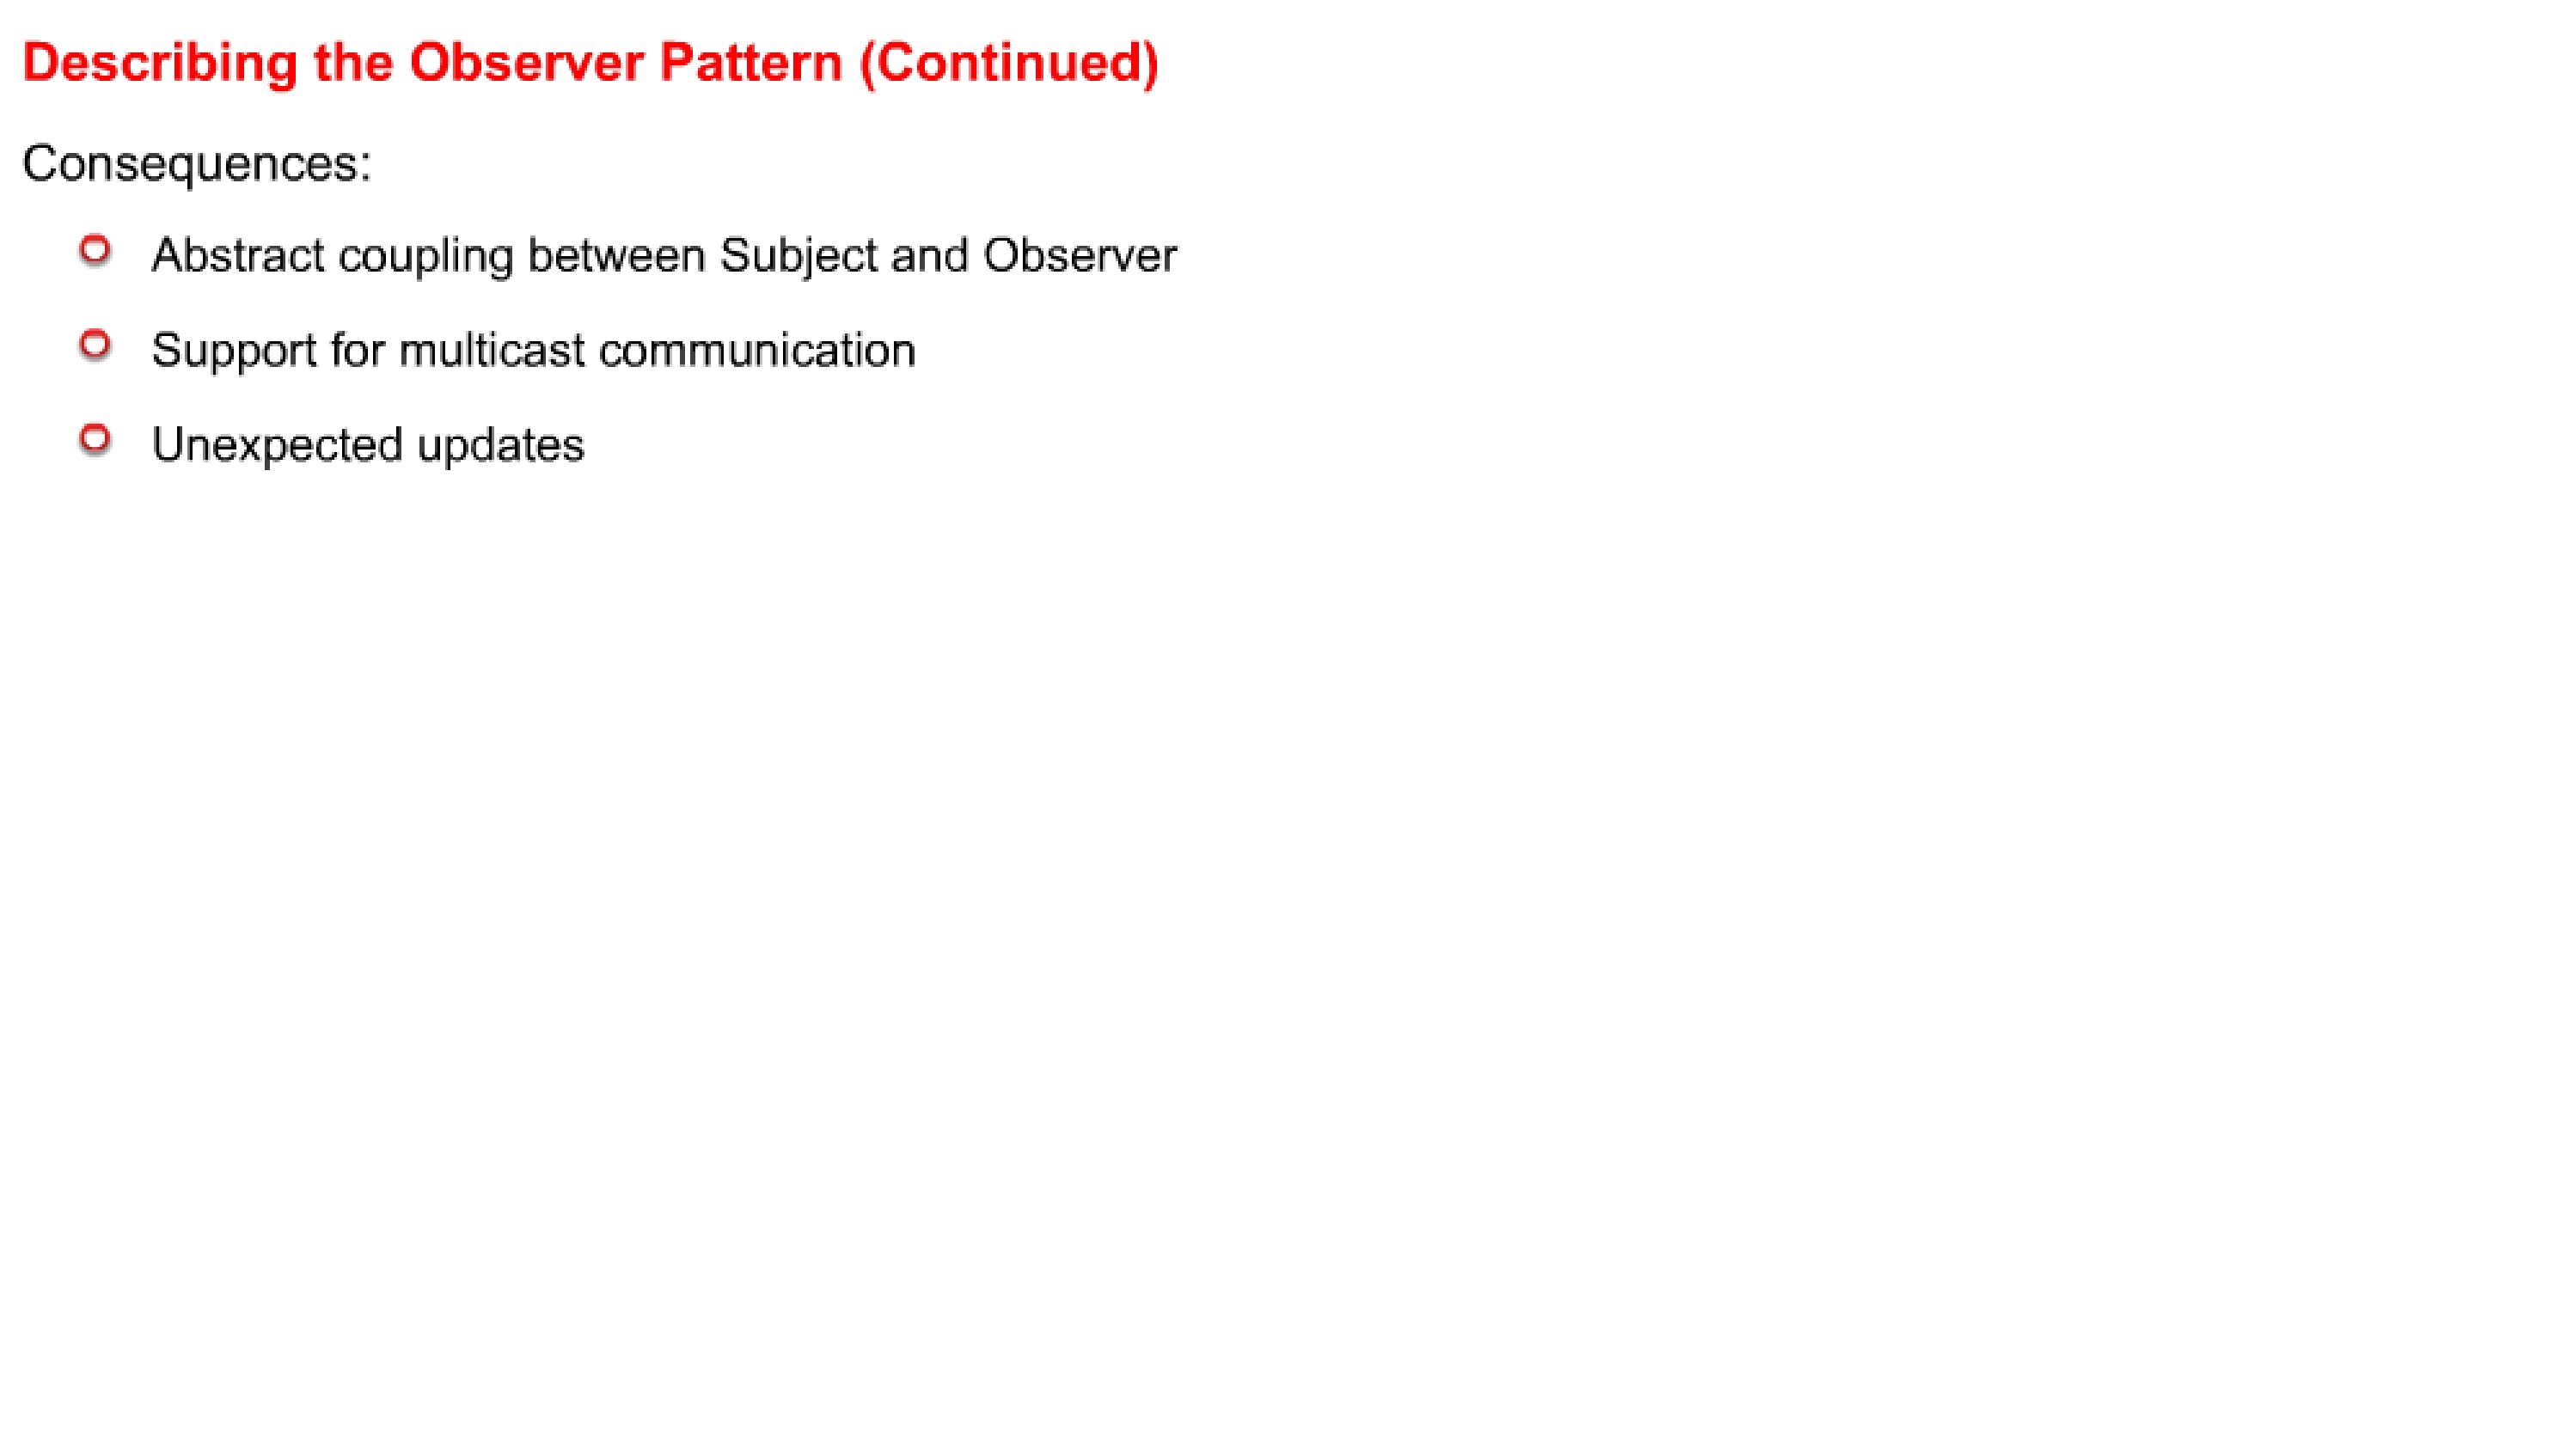 Describing the Observer Pattern (Continued)
Consequences:
Abstract coupling between Subject and Observer
Support for multicast communication
Unexpected updates